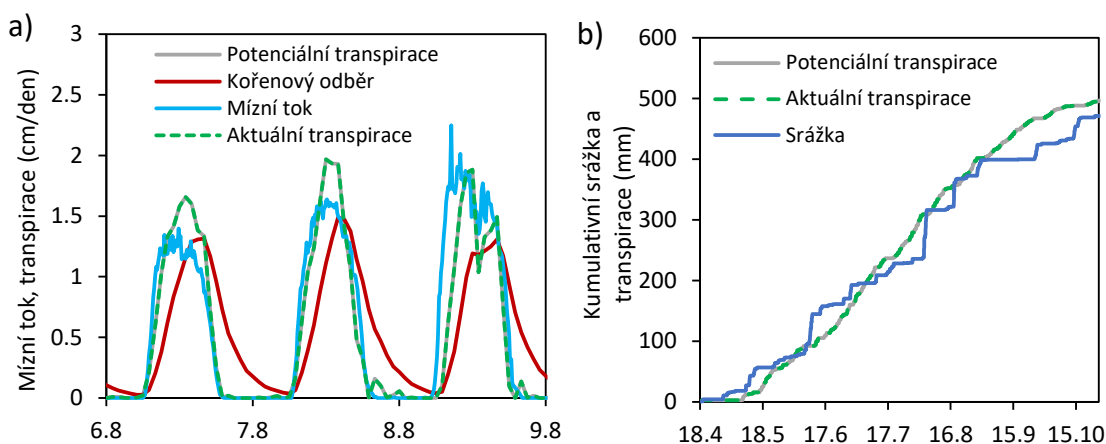 a)
Mízní tok, transpirace (cm/den)
3
2.5
2
1.5
1
0.5
0
Potenciální transpirace
Kořenový odběr
Mízní tok
Aktuální transpirace
6.8 7.8 8.8 9.8
b)
Kumulativní srážka a
transpirace (mm)
600
500
400
300
200
100
0
Potenciální transpirace
Aktuální transpirace
Srážka
18.4 18.5 17.6 17.7 16.8 15.9 15.10